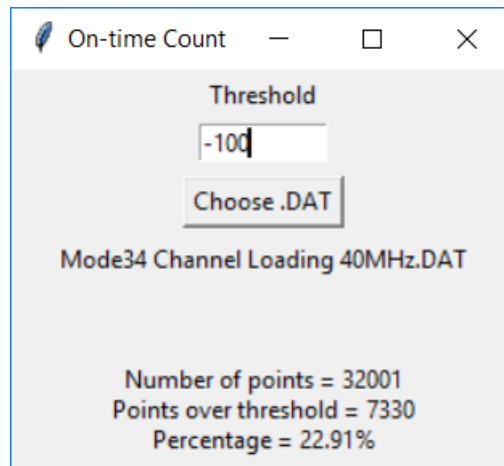 On-time Count
Threshold
-100
Choose .DAT
Mode34 Channel Loading 40MHz.DAT
Number of points = 32001
Points over threshold = 7330
Percentage = 22.91%